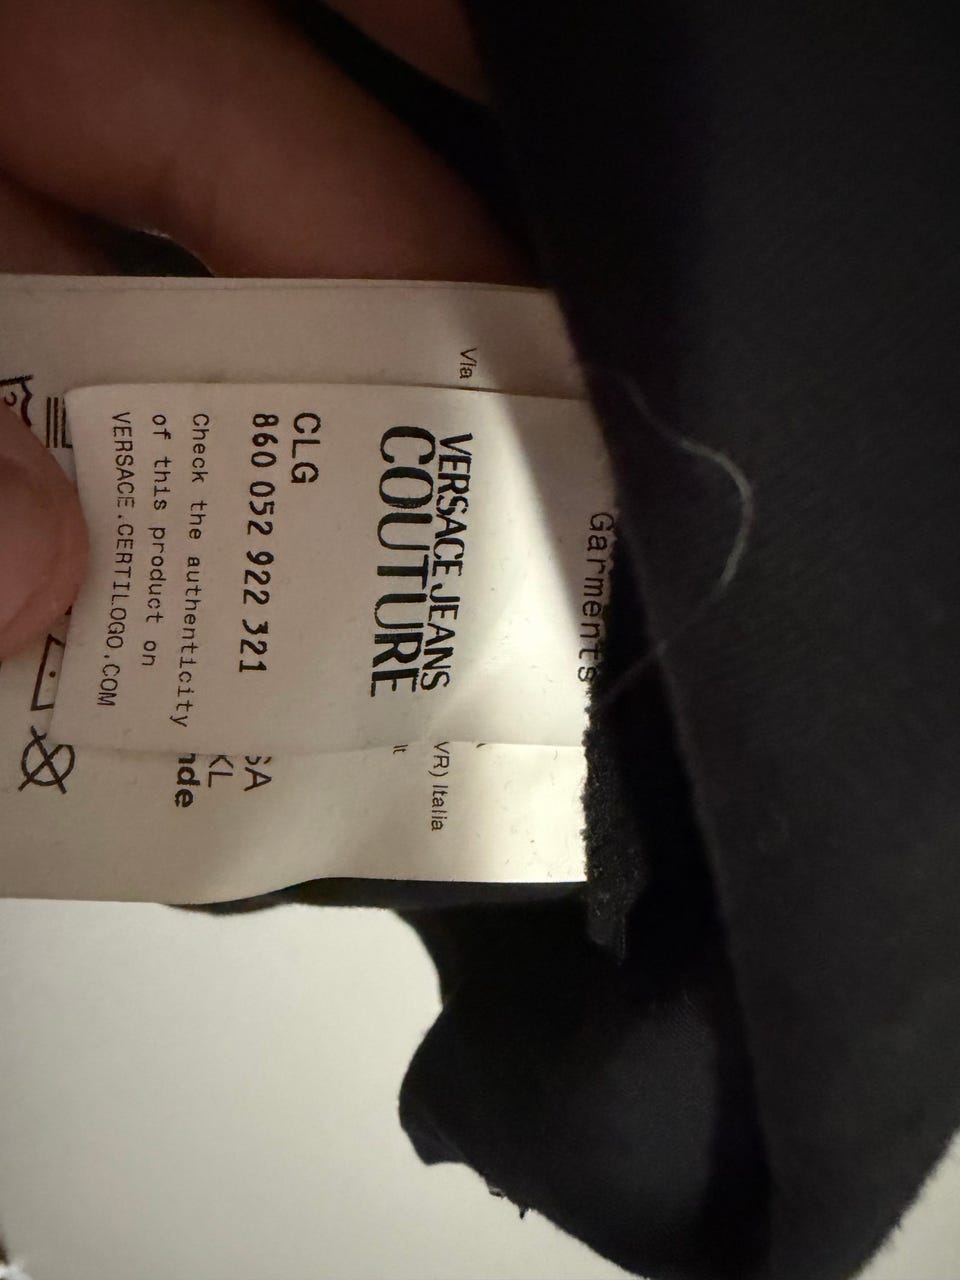 Garments
VERSACE JEANS
COUTURE
CLG
860 052 922 321
Check the authenticity
of this product on
VERSACE.CERTILOGO.COM
Via
VR) Italia
It